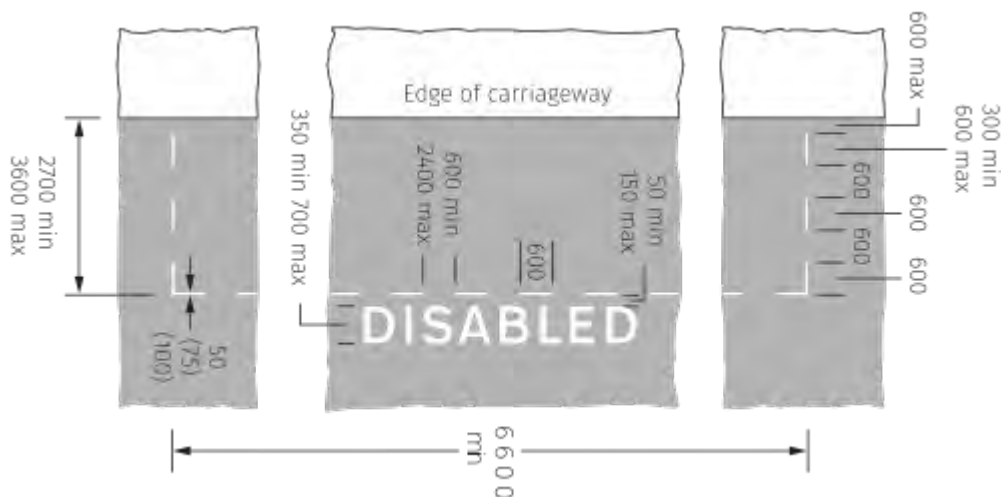 600 max
300 min
600 max
Edge of carriageway
350 min 700 max
2700 min
3600 max
600 min
2400 max
50 min
150 max
600
600
600
600
600
DISABLED
50
(75)
(100)
6600
min